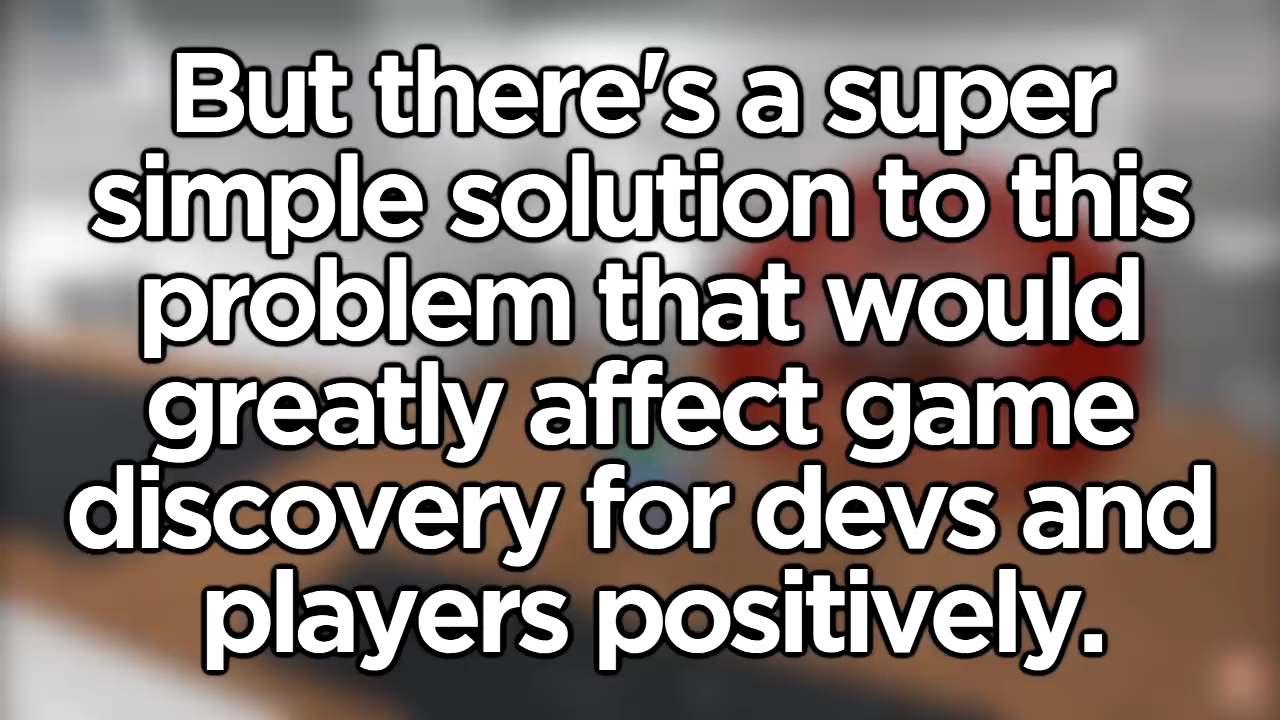 But there's a super
simple solution to this
problem that would
greatly affect game
discovery for devs and
players positively.